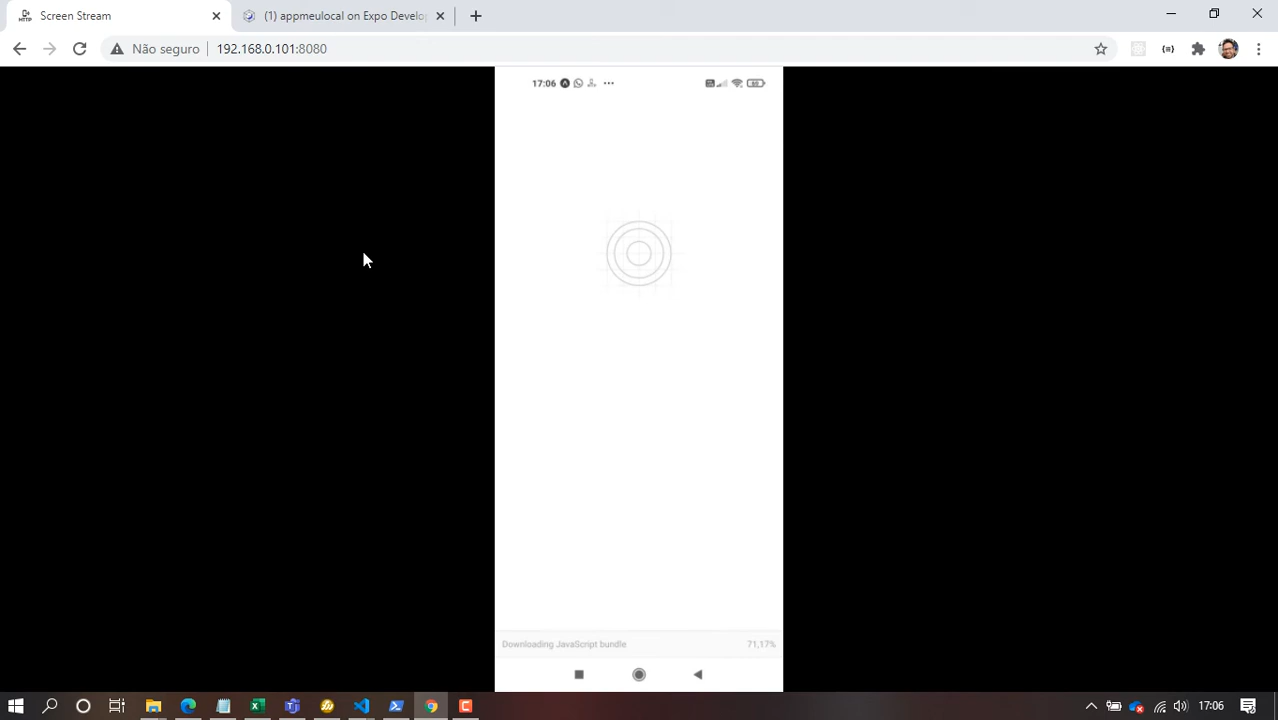 Screen Stream
(1) appmeulocal on Expo Develop
Não seguro
192.168.0.101:8080
17:06
Downloading JavaScript bundle
71,17%
17:06